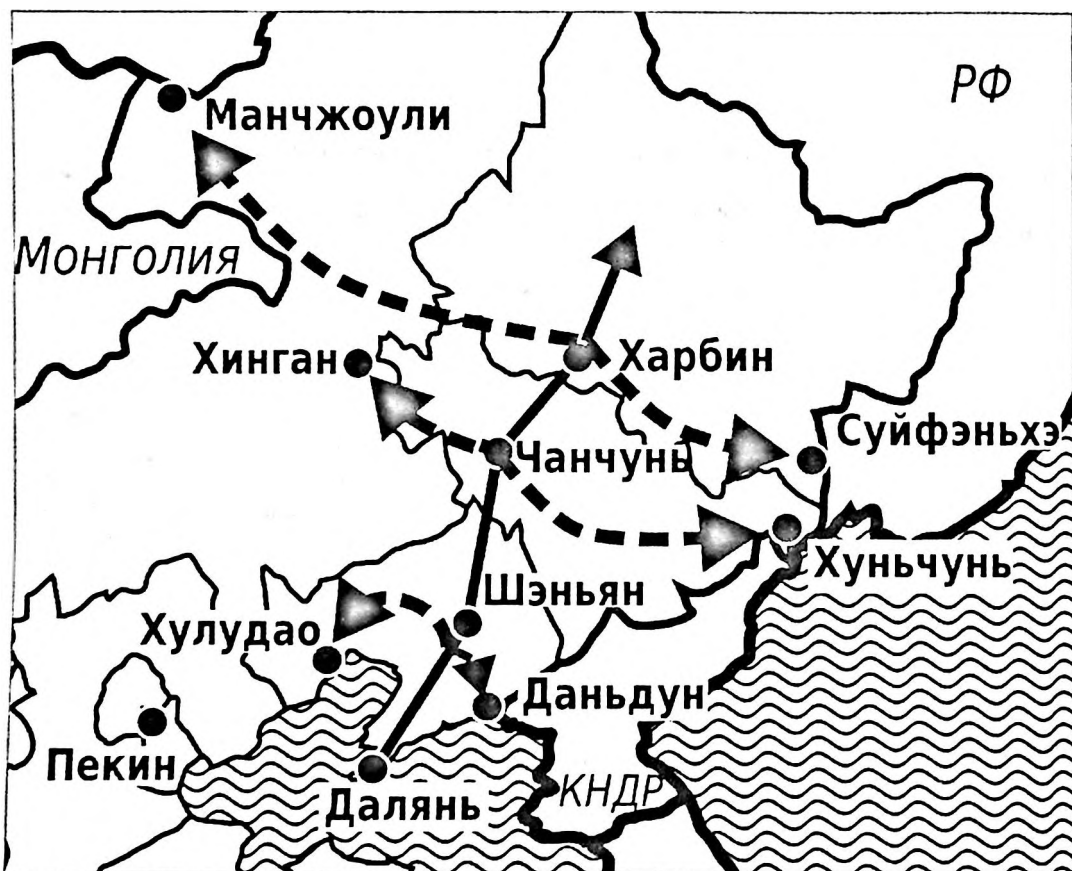 РФ
Манчжоули
Монголия
Хинган
Харбин
Суйфэньхэ
Чанчунь
Хуньчунь
Шэньян
Хулудао
Даньдун
Пекин
Далянь
КНДР